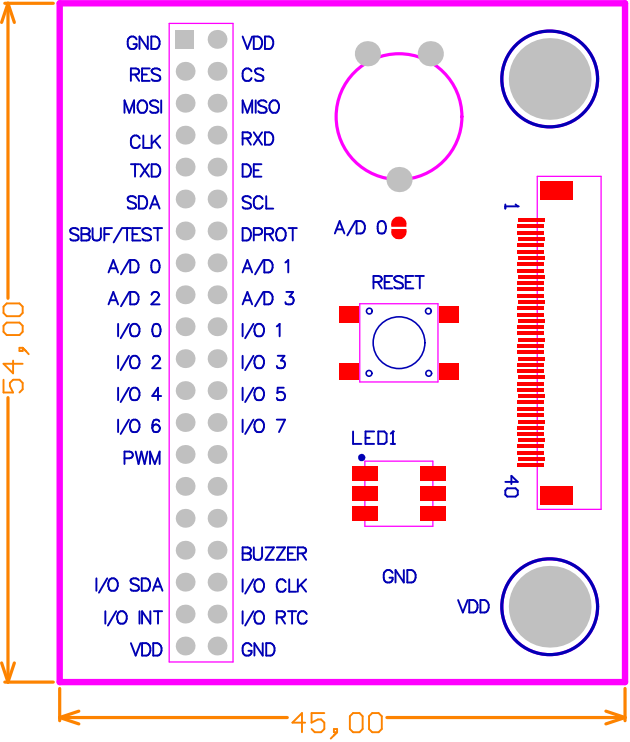 GND VDD
RES CS
MOSI MISO
CLK RXD
TXD DE
SDA SCL
SBUF/TEST DPROT
A/D 0 A/D 1
A/D 2 A/D 3
I/O 0 I/O 1
I/O 2 I/O 3
I/O 4 I/O 5
I/O 6 I/O 7
PWM
BUZZER
I/O SDA I/O CLK
I/O INT I/O RTC
VDD GND
A/D 0
RESET
LED1
GND
VDD
1
40
54,00
45,00